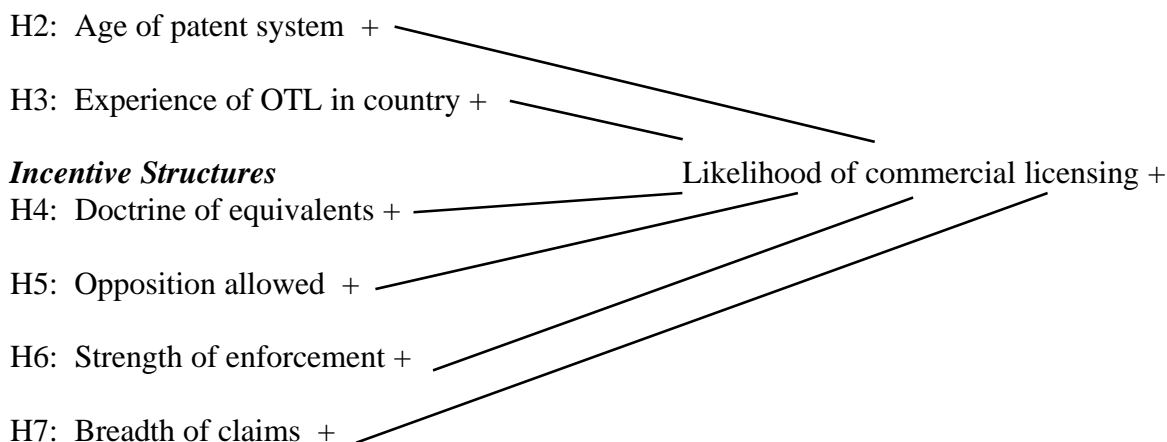 H2: Age of patent system +
H3: Experience of OTL in country +
Incentive Structures
Likelihood of commercial licensing +
H4: Doctrine of equivalents +
H5: Opposition allowed +
H6: Strength of enforcement +
H7: Breadth of claims +